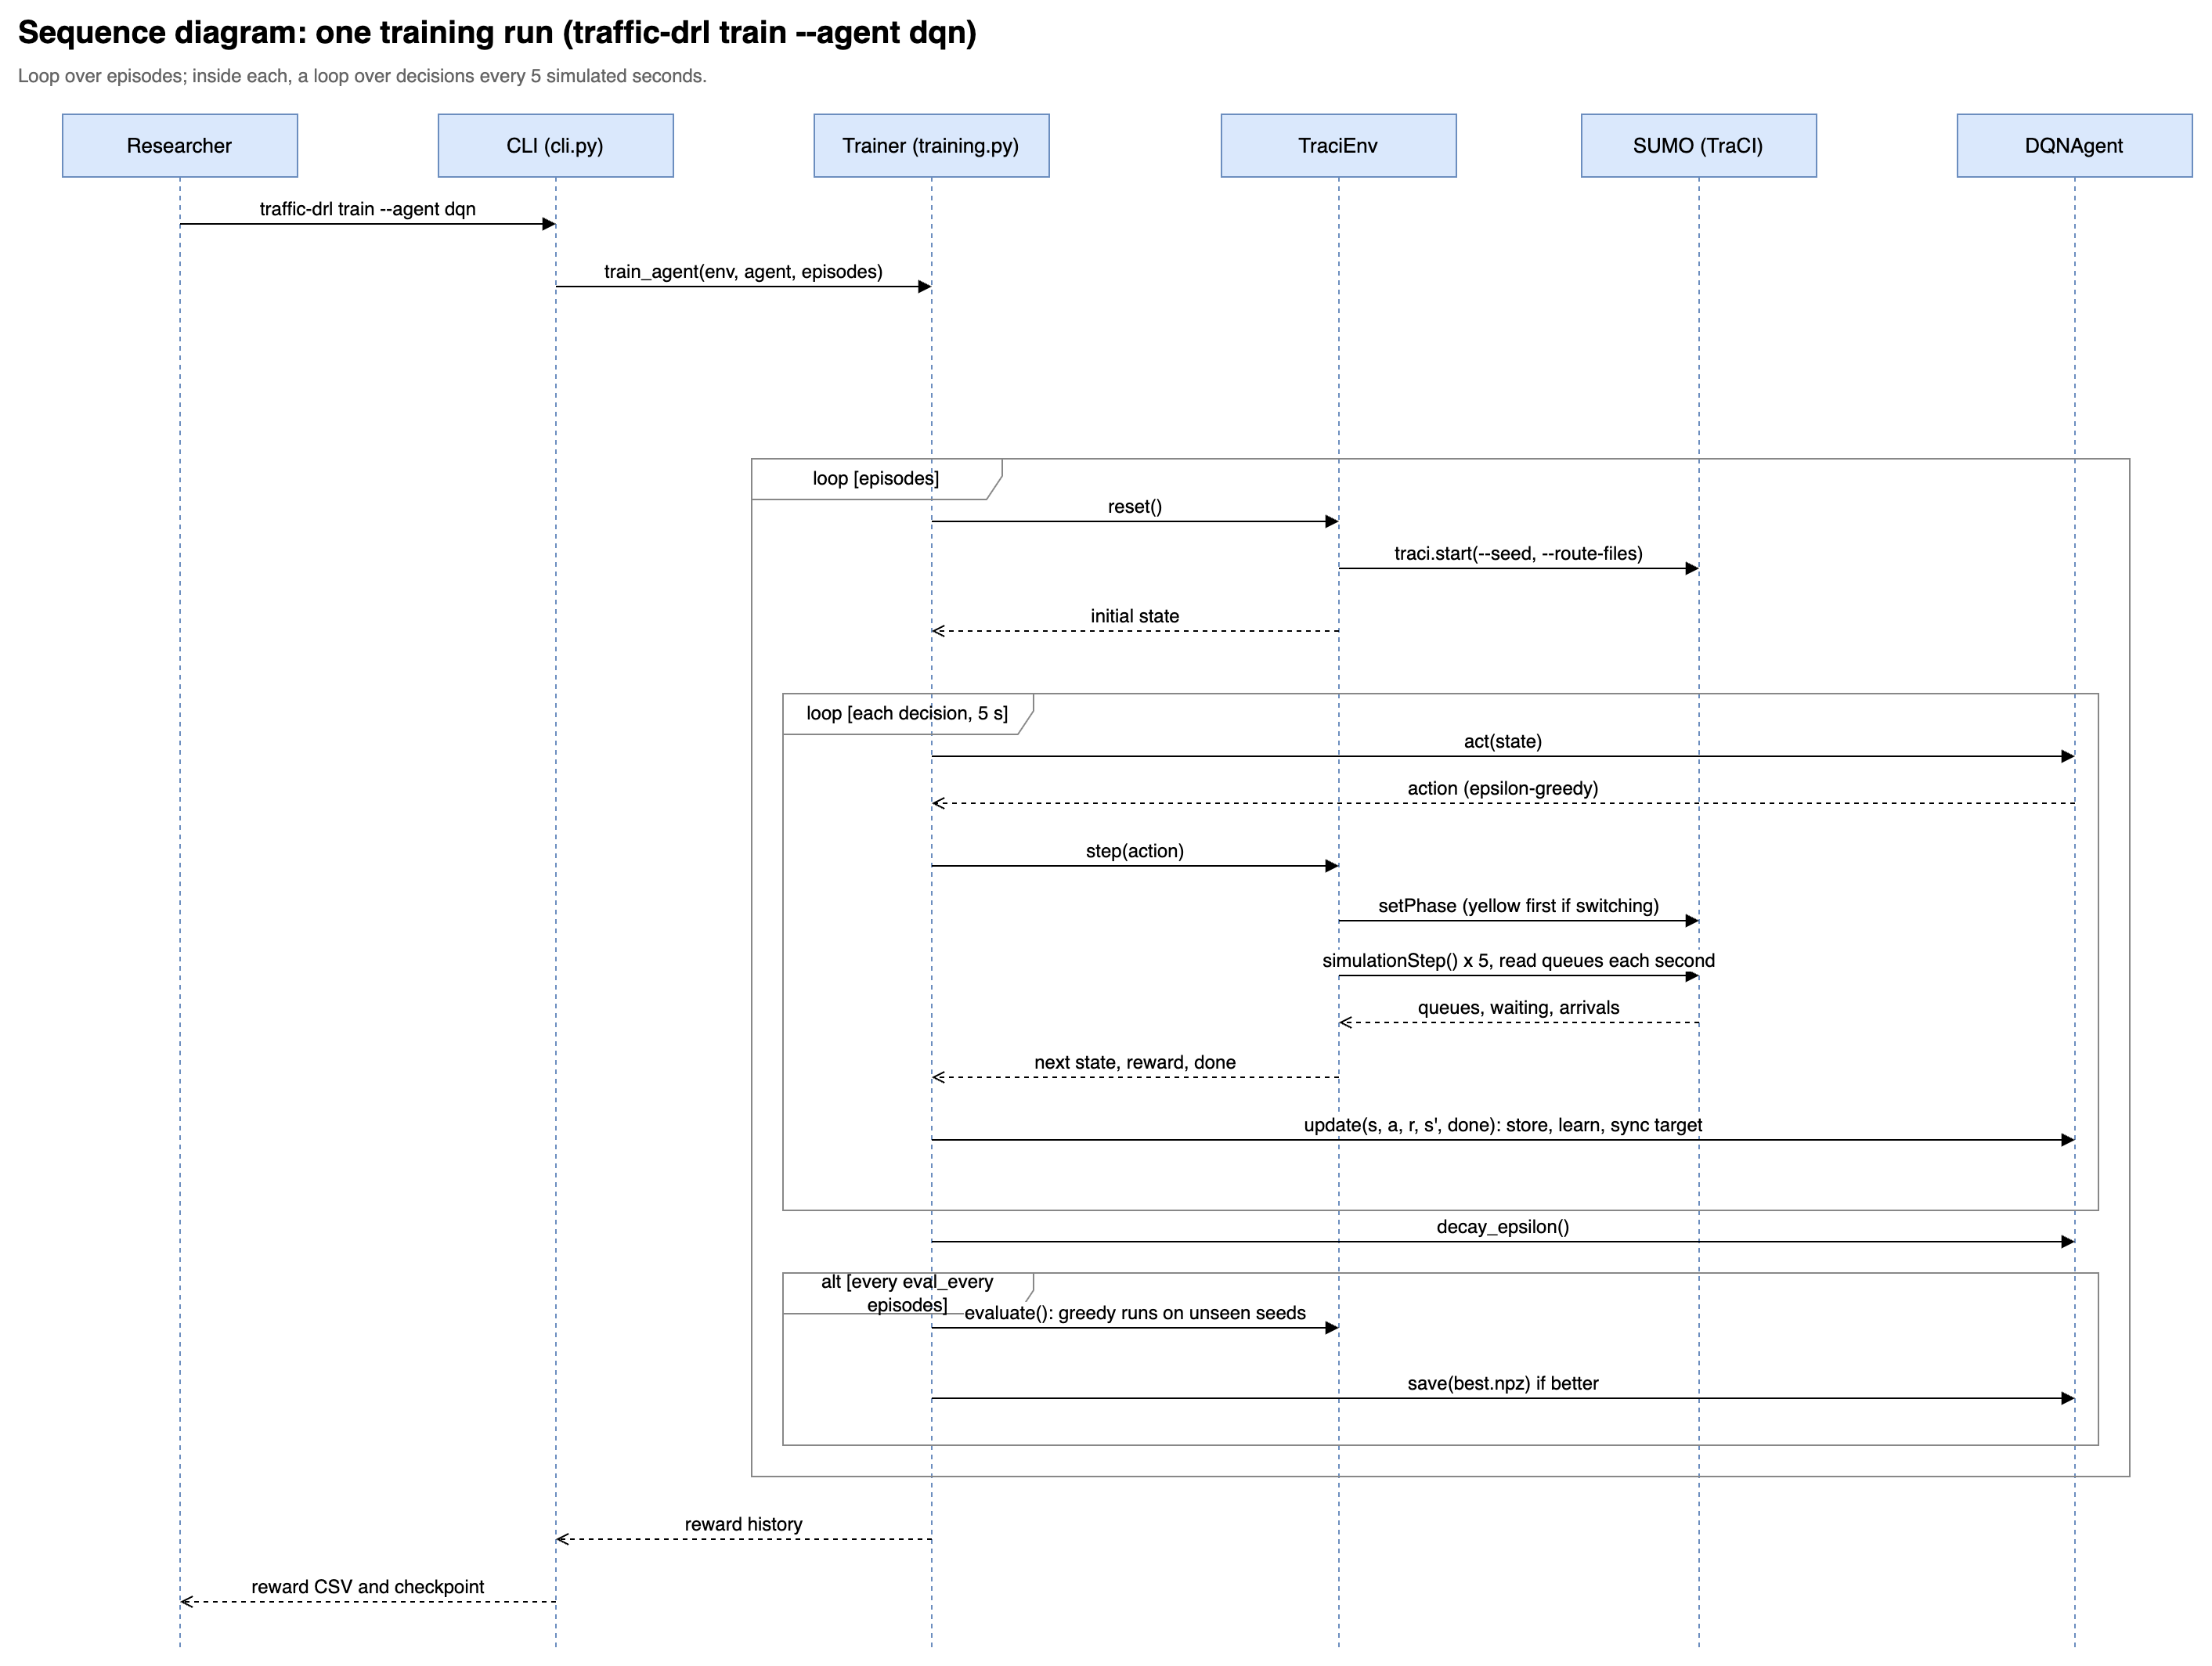 Sequence diagram: one training run (traffic-drl train --agent dqn)
Loop over episodes; inside each, a loop over decisions every 5 simulated seconds.
Researcher
CLI (cli.py)
Trainer (training.py)
TraciEnv
SUMO (TraCI)
DQNAgent
traffic-drl train --agent dqn
train_agent(env, agent, episodes)
loop [episodes]
reset()
traci.start(--seed, --route-files)
initial state
loop [each decision, 5 s]
act(state)
action (epsilon-greedy)
step(action)
setPhase (yellow first if switching)
simulationStep() x 5, read queues each second
queues, waiting, arrivals
next state, reward, done
update(s, a, r, s', done): store, learn, sync target
decay_epsilon()
alt [every eval_every
episodes]
evaluate(): greedy runs on unseen seeds
save(best.npz) if better
reward history
reward CSV and checkpoint